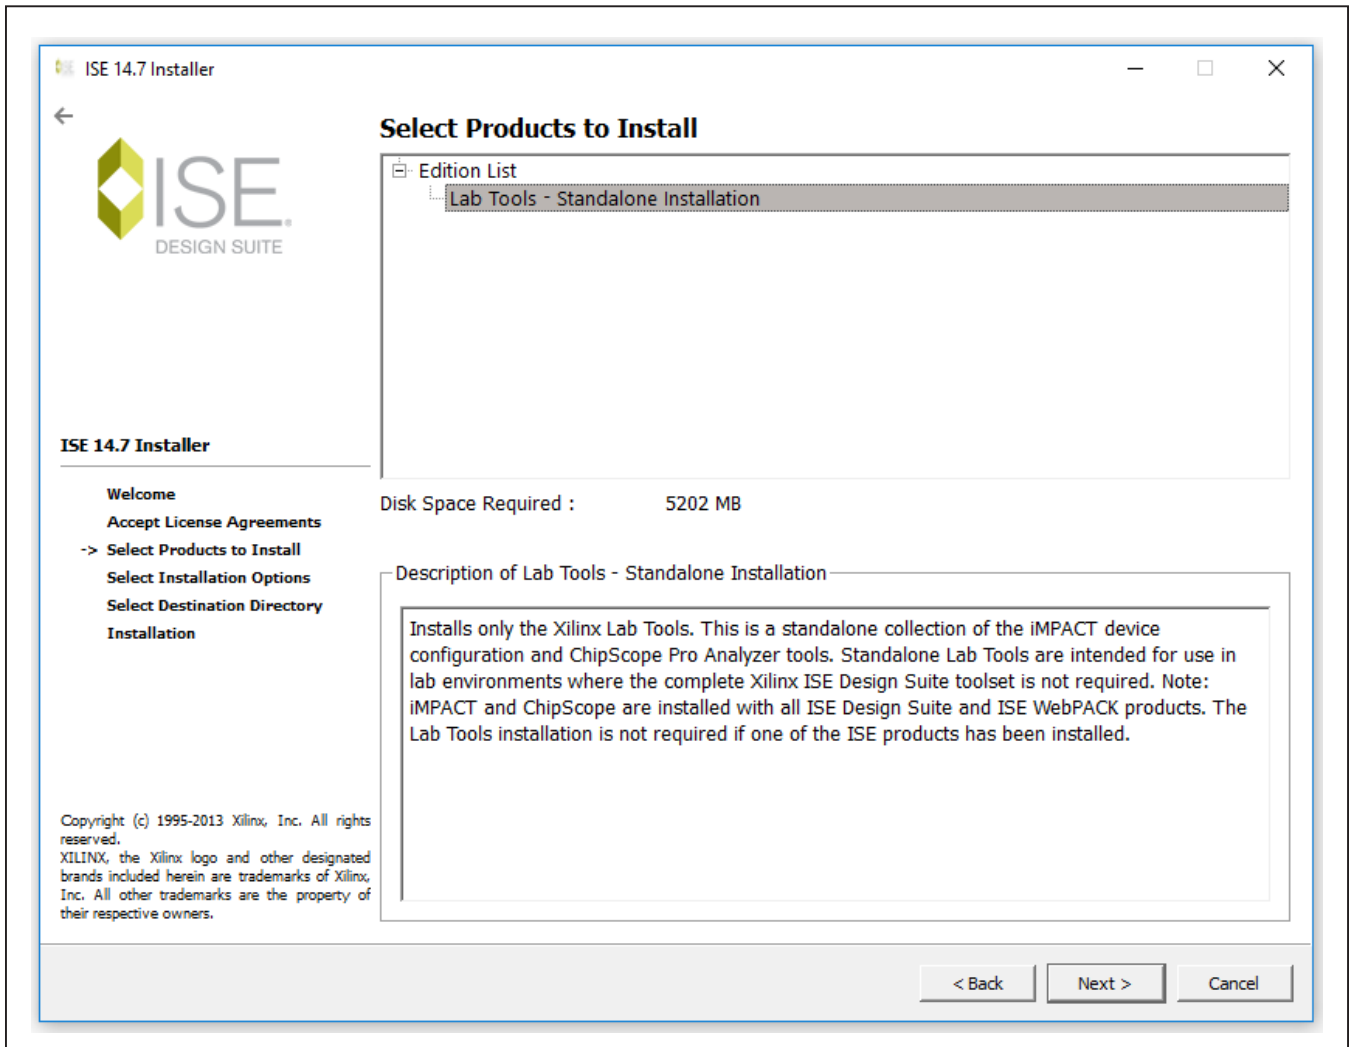 ISE 14.7 Installer
ISE
DESIGN SUITE
Select Products to Install
Edition List
Lab Tools - Standalone Installation
ISE 14.7 Installer
Welcome
Accept License Agreements
-> Select Products to Install
Select Installation Options
Select Destination Directory
Installation
Disk Space Required : 5202 MB
Description of Lab Tools - Standalone Installation
Installs only the Xilinx Lab Tools. This is a standalone collection of the iMPACT device
configuration and ChipScope Pro Analyzer tools. Standalone Lab Tools are intended for use in
lab environments where the complete Xilinx ISE Design Suite toolset is not required. Note:
iMPACT and ChipScope are installed with all ISE Design Suite and ISE WebPACK products. The
Lab Tools installation is not required if one of the ISE products has been installed.
Copyright (c) 1995-2013 Xilinx, Inc. All rights
reserved.
XILINX, the Xilinx logo and other designated
brands included herein are trademarks of Xilinx,
Inc. All other trademarks are the property of
their respective owners.
< Back
Next >
Cancel